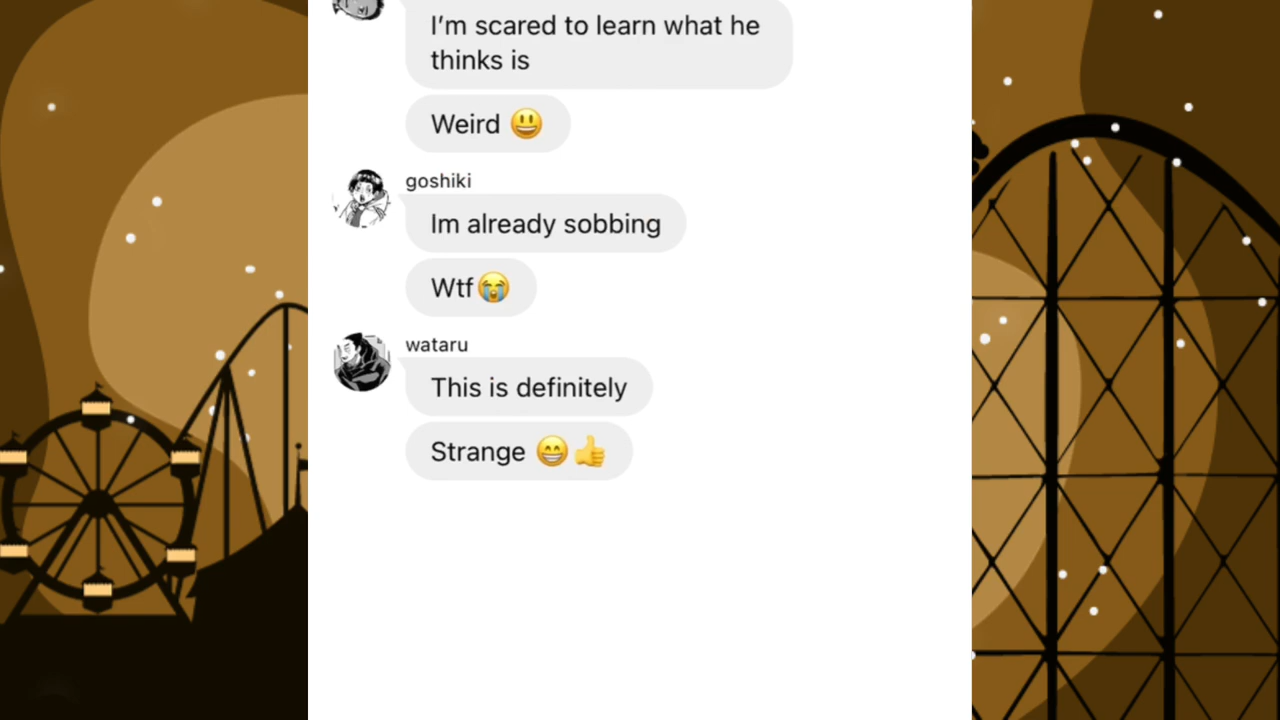 I’m scared to learn what he
thinks is
Weird 😃
goshiki
Im already sobbing
Wtf😭
wataru
This is definitely
Strange 😁👍